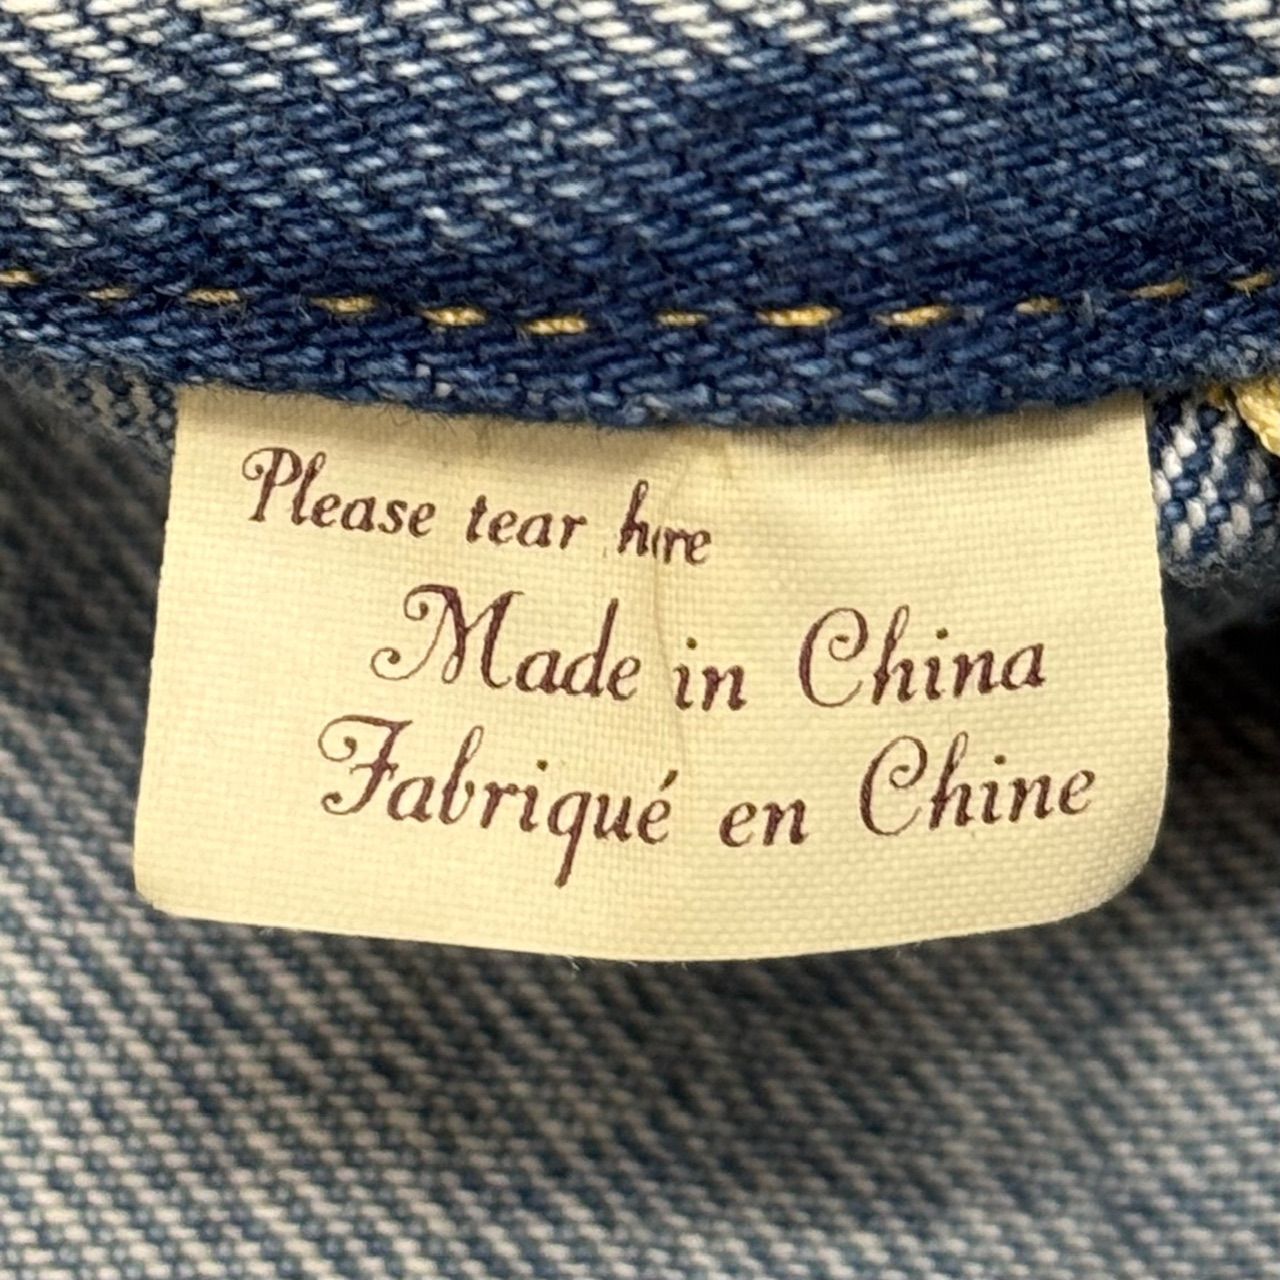 Please tear here
Made in China
Fabriqué en Chine